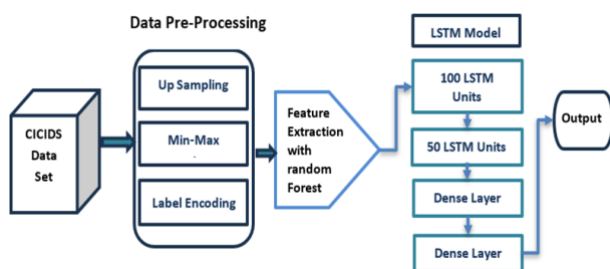 Data Pre-Processing
CICIDS
Data
Set
Up Sampling
Min-Max
Label Encoding
Feature
Extraction
with
random
Forest
LSTM Model
100 LSTM
Units
50 LSTM Units
Dense Layer
Dense Layer
Output